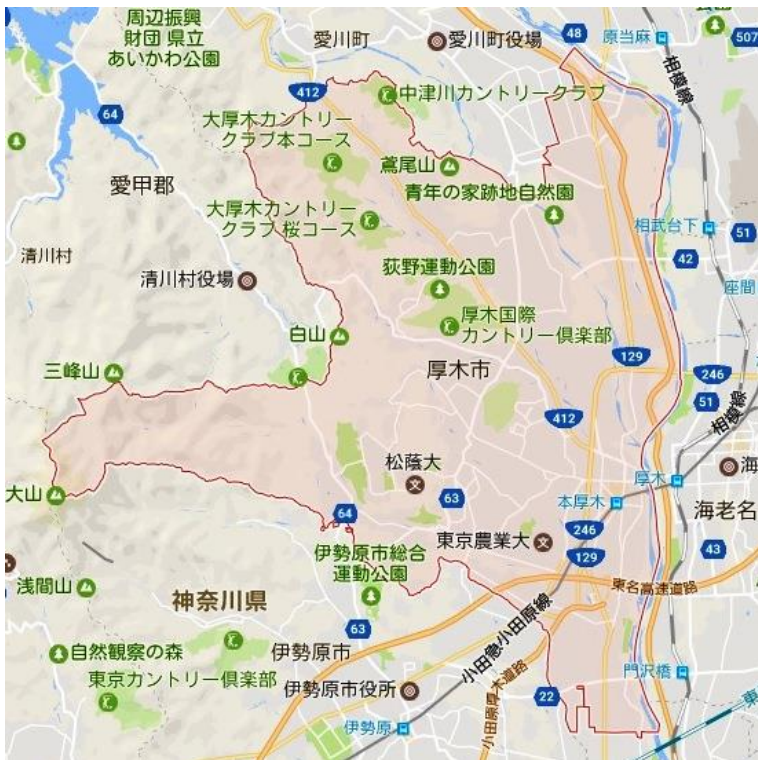 周辺振興
財団 県立
あいかわ公園
愛川町
愛川町役場
48
原当麻
507
相模線
412
中津川カントリークラブ
64
大厚木カントリー
クラブ本コース
鳶尾山
愛甲郡
青年の家跡地自然園
大厚木カントリー
クラブ 桜コース
相武台下
51
清川村
荻野運動公園
42
座間
清川村役場
厚木国際
カントリー倶楽部
白山
129
三峰山
厚木市
246
51
412
相模線
松蔭大
海
厚木
大山
63
本厚木
海老名
64
246
東京農業大
43
伊勢原市総合
運動公園
129
東名高速道路
浅間山
神奈川県
小田急小田原線
63
自然観察の森
伊勢原市
門沢橋
東京カントリー倶楽部
伊勢原市役所
22
小田原厚木道路
伊勢原
東